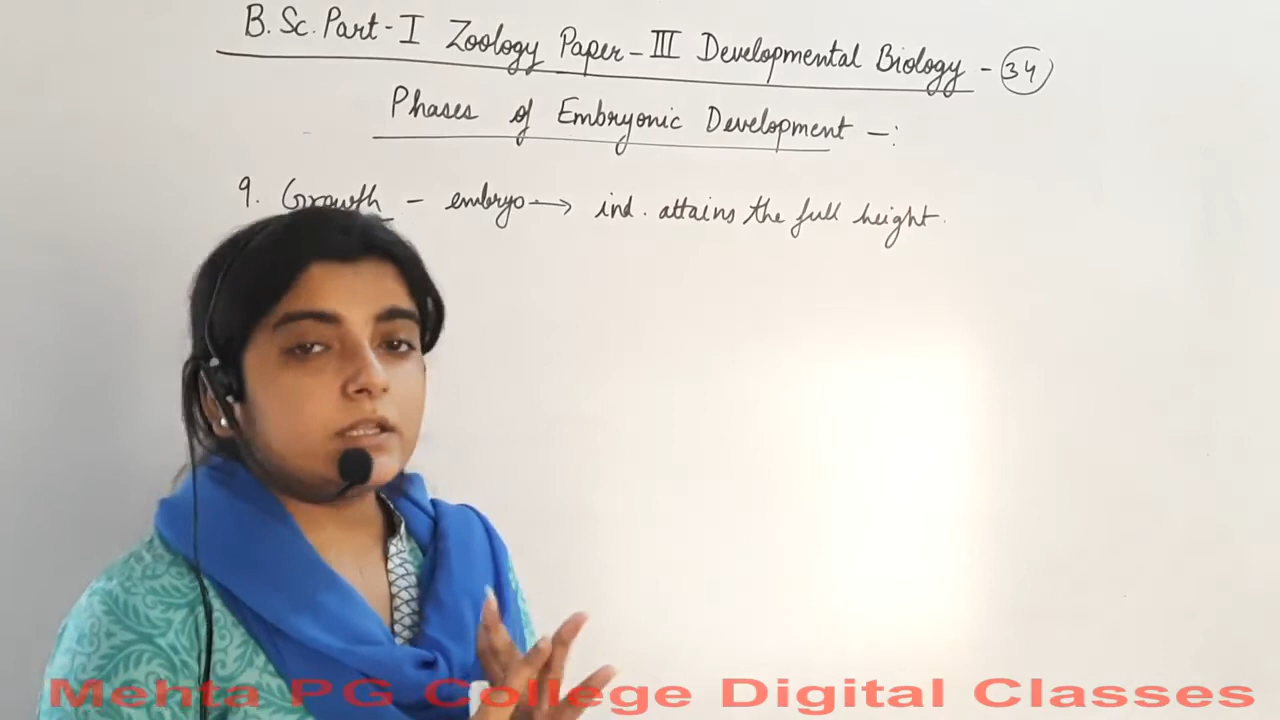 B.Sc. Part-I Zoology Paper-III Developmental Biology - 34
Phases of Embryonic Development -:
9. Growth - embryo → ind. attains the full height.
Mehta PG College Digital Classes